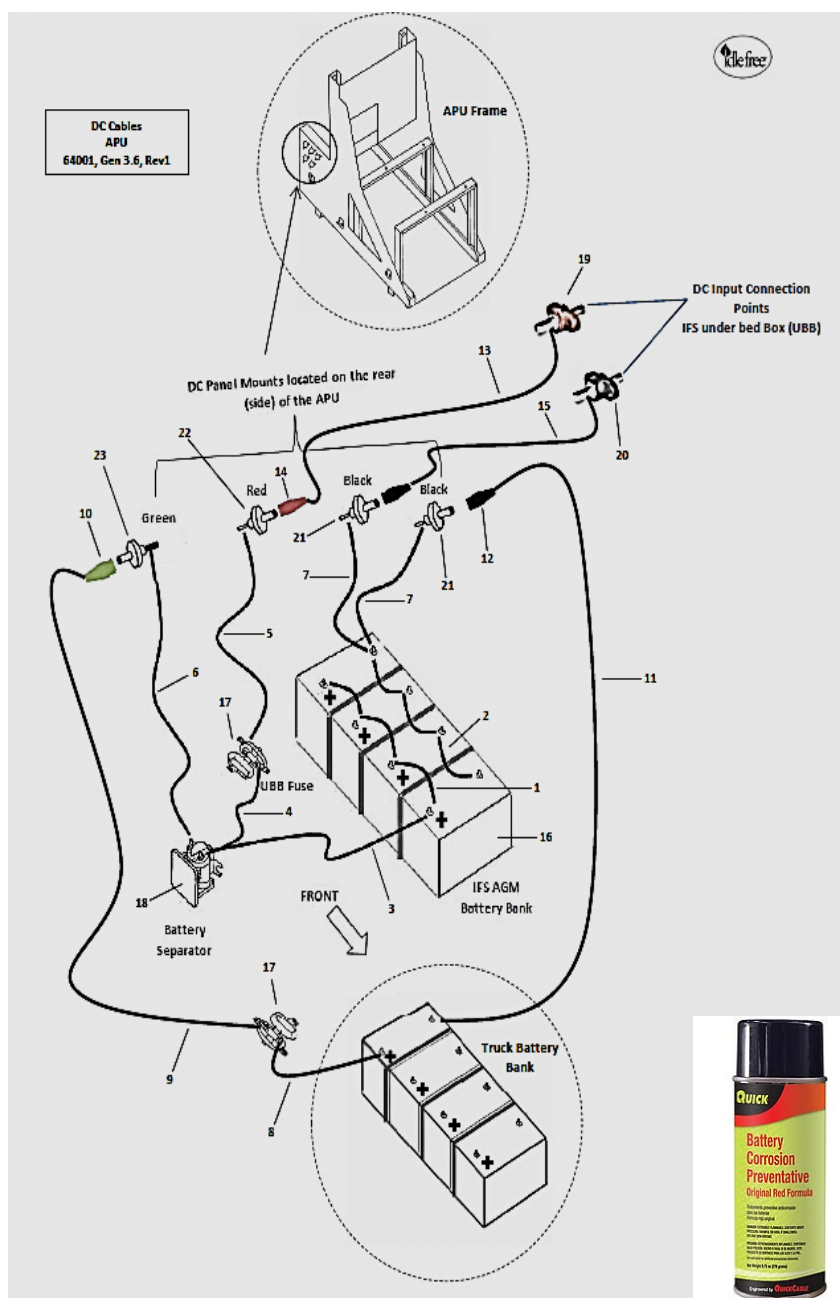 idlefree
DC Cables
APU
64001, Gen 3.6, Rev1
APU Frame
19
DC Input Connection
Points
IFS under bed Box (UBB)
13
DC Panel Mounts located on the rear
(side) of the APU
15
20
22
23
14
Red
Black
Black
10
Green
21
12
21
7
7
5
6
11
17
2
UBB Fuse
1
4
16
18
FRONT
3
IFS AGM
Battery Bank
Battery
Separator
17
Truck Battery
Bank
9
8
QUICK
Battery
Corrosion
Preventative
Original Red Formula
Engineered by QUICKCABLE